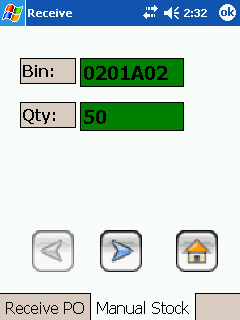 Receive 2:32 ok
Bin: 0201A02
Qty: 50
Receive PO Manual Stock